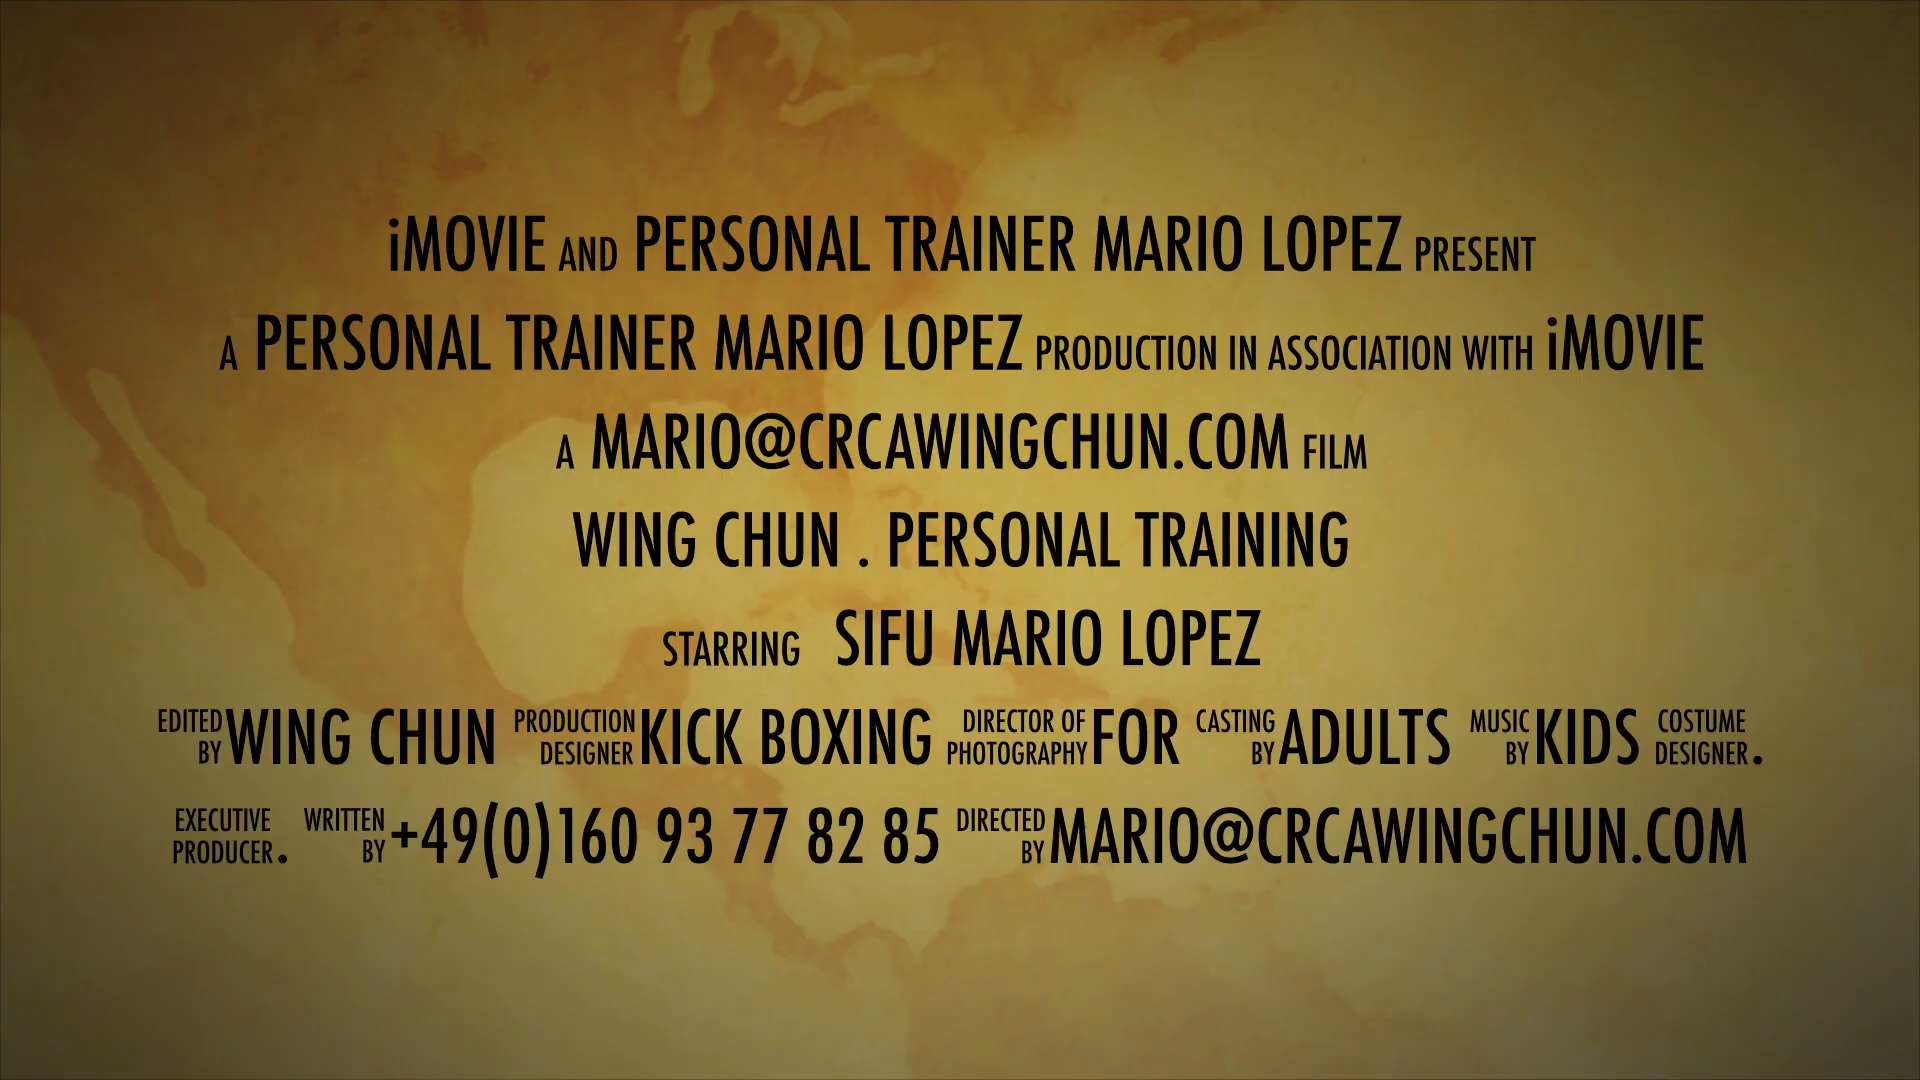 iMOVIE AND PERSONAL TRAINER MARIO LOPEZ PRESENT
A PERSONAL TRAINER MARIO LOPEZ PRODUCTION IN ASSOCIATION WITH iMOVIE
A MARIO@CRCAWINGCHUN.COM FILM
WING CHUN . PERSONAL TRAINING
STARRING SIFU MARIO LOPEZ
EDITED BY WING CHUN PRODUCTION DESIGNER KICK BOXING DIRECTOR OF PHOTOGRAPHY FOR CASTING BY ADULTS MUSIC BY KIDS COSTUME DESIGNER .
EXECUTIVE PRODUCER . WRITTEN BY +49(0)160 93 77 82 85 DIRECTED BY MARIO@CRCAWINGCHUN.COM